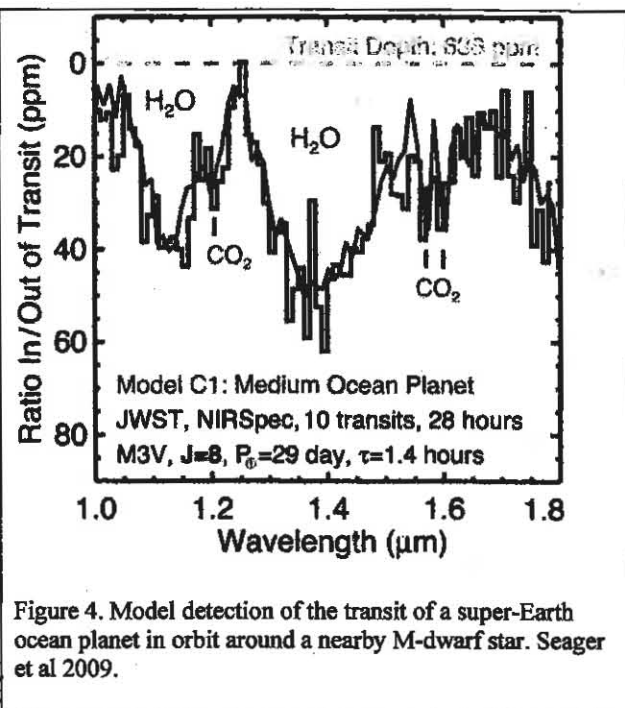 Transit Depth: 633 ppm
0
20
40
60
80
Ratio In/Out of Transit (ppm)
H₂O
H₂O
CO₂
CO₂
Model C1: Medium Ocean Planet
JWST, NIRSpec, 10 transits, 28 hours
M3V, J=8, P⊕=29 day, τ=1.4 hours
1.0 1.2 1.4 1.6 1.8
Wavelength (μm)
Figure 4. Model detection of the transit of a super-Earth
ocean planet in orbit around a nearby M-dwarf star. Seager
et al 2009.